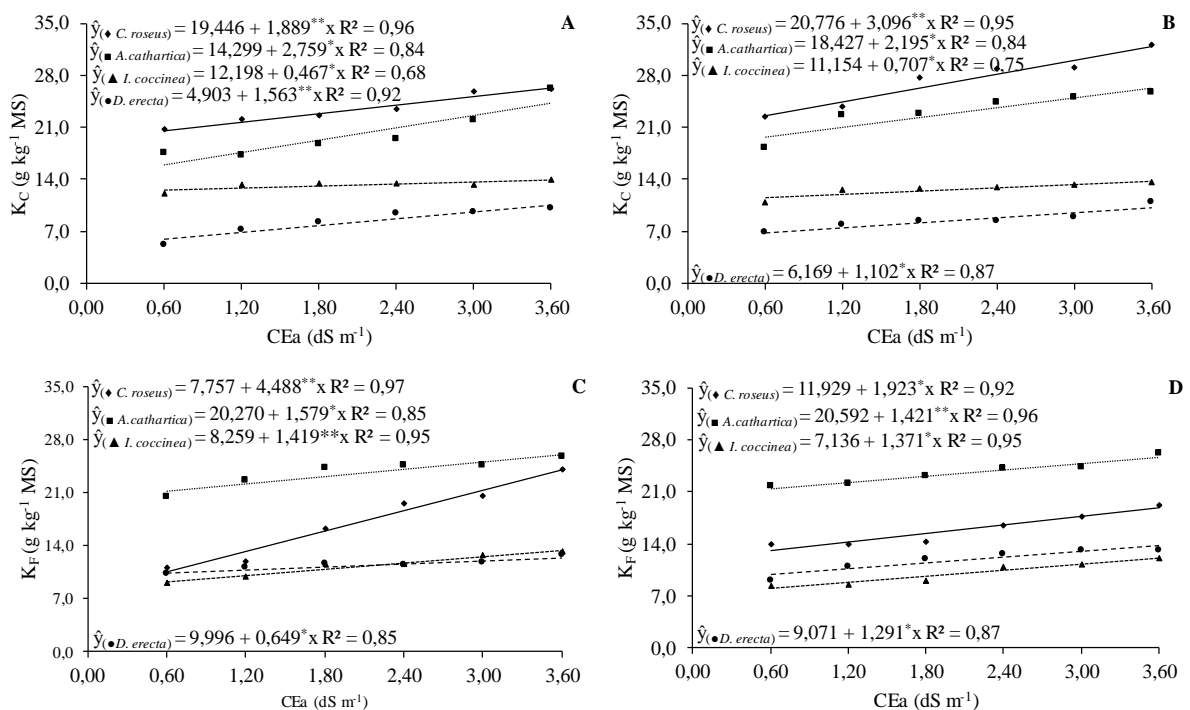 A
ŷ(♦ C. roseus) = 19,446 + 1,889**x R² = 0,96
ŷ(■ A.cathartica) = 14,299 + 2,759*x R² = 0,84
ŷ(▲ I. coccinea) = 12,198 + 0,467*x R² = 0,68
ŷ(● D. erecta) = 4,903 + 1,563**x R² = 0,92
35,0
28,0
21,0
14,0
7,0
0,0
K_C (g kg⁻¹ MS)
0,00 0,60 1,20 1,80 2,40 3,00 3,60
CEa (dS m⁻¹)
B
ŷ(♦ C. roseus) = 20,776 + 3,096**x R² = 0,95
ŷ(■ A.cathartica) = 18,427 + 2,195*x R² = 0,84
ŷ(▲ I. coccinea) = 11,154 + 0,707*x R² = 0,75
35,0
28,0
21,0
14,0
7,0
0,0
K_C (g kg⁻¹ MS)
ŷ(●D. erecta) = 6,169 + 1,102*x R² = 0,87
0,00 0,60 1,20 1,80 2,40 3,00 3,60
CEa (dS m⁻¹)
C
ŷ(♦ C. roseus) = 7,757 + 4,488**x R² = 0,97
ŷ(■ A.cathartica) = 20,270 + 1,579*x R² = 0,85
ŷ(▲ I. coccinea) = 8,259 + 1,419**x R² = 0,95
35,0
28,0
21,0
14,0
7,0
0,0
K_F (g kg⁻¹ MS)
ŷ(●D. erecta) = 9,996 + 0,649*x R² = 0,85
0,00 0,60 1,20 1,80 2,40 3,00 3,60
CEa (dS m⁻¹)
D
ŷ(♦ C. roseus) = 11,929 + 1,923*x R² = 0,92
ŷ(■ A.cathartica) = 20,592 + 1,421**x R² = 0,96
ŷ(▲ I. coccinea) = 7,136 + 1,371*x R² = 0,95
35,0
28,0
21,0
14,0
7,0
0,0
K_F (g kg⁻¹ MS)
ŷ(●D. erecta) = 9,071 + 1,291*x R² = 0,87
0,00 0,60 1,20 1,80 2,40 3,00 3,60
CEa (dS m⁻¹)